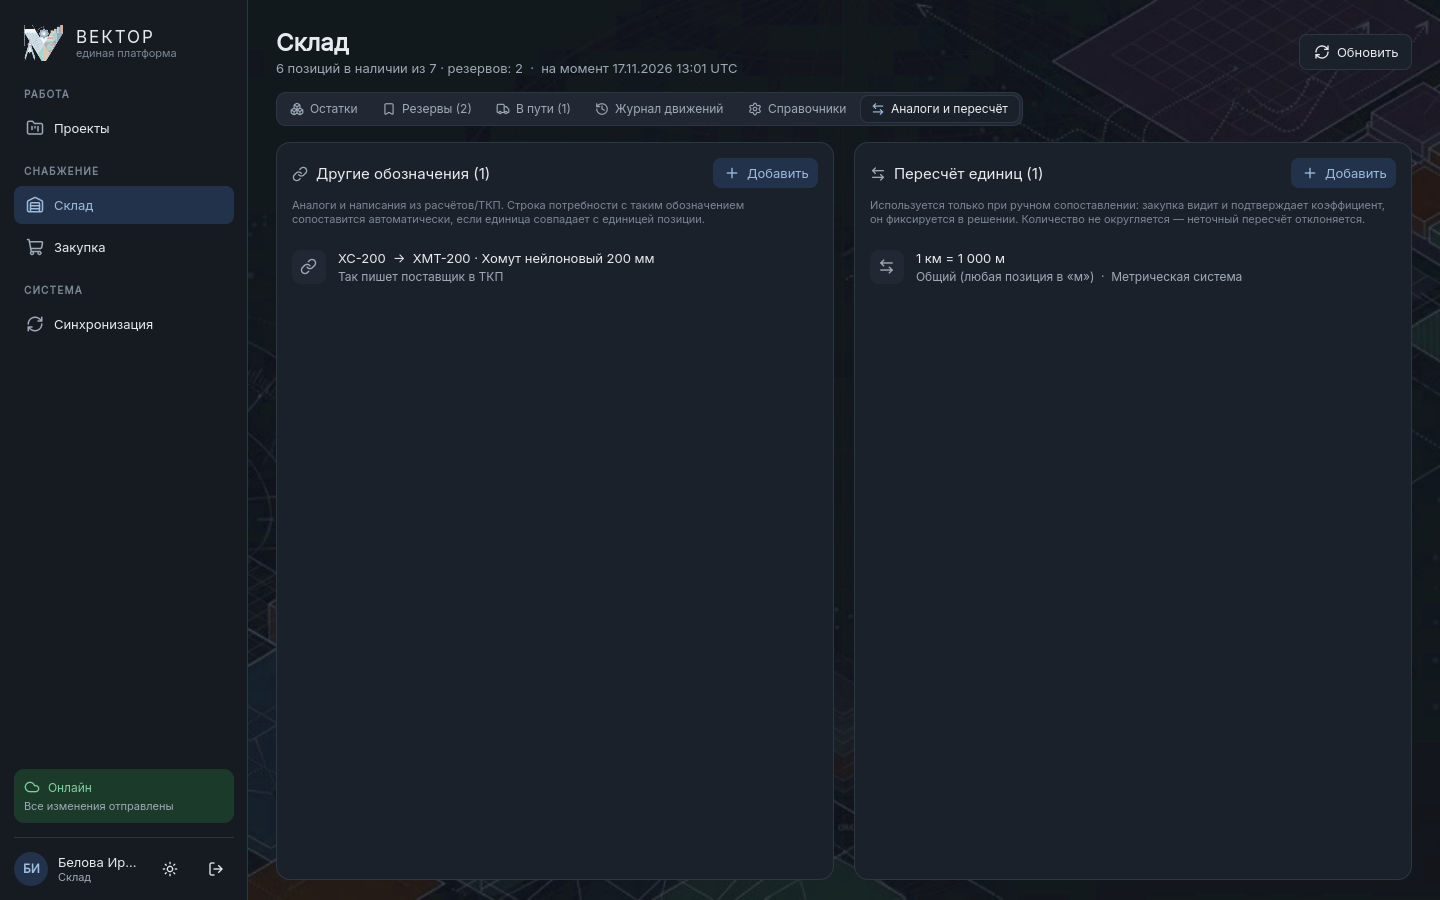 ВЕКТОР
единая платформа
РАБОТА
Проекты
СНАБЖЕНИЕ
Склад
Закупка
СИСТЕМА
Синхронизация
Онлайн
Все изменения отправлены
БИ
Белова Ир...
Склад
Склад
6 позиций в наличии из 7 · резервов: 2 · на момент 17.11.2026 13:01 UTC
Обновить
Остатки
Резервы (2)
В пути (1)
Журнал движений
Справочники
Аналоги и пересчёт
Другие обозначения (1)
Добавить
Аналоги и написания из расчётов/ТКП. Строка потребности с таким обозначением
сопоставится автоматически, если единица совпадает с единицей позиции.
ХС-200 → ХМТ-200 · Хомут нейлоновый 200 мм
Так пишет поставщик в ТКП
Пересчёт единиц (1)
Добавить
Используется только при ручном сопоставлении: закупка видит и подтверждает коэффициент,
он фиксируется в решении. Количество не округляется — неточный пересчёт отклоняется.
1 км = 1 000 м
Общий (любая позиция в «м») · Метрическая система